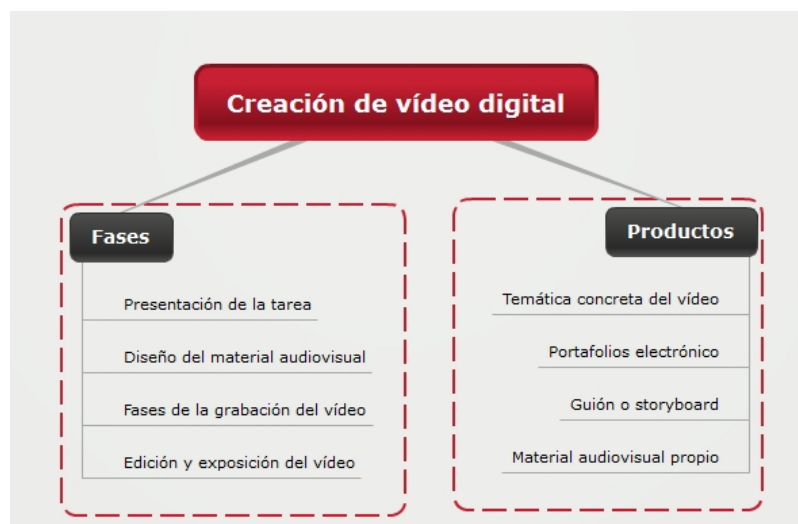 Creación de vídeo digital
Fases
Presentación de la tarea
Diseño del material audiovisual
Fases de la grabación del vídeo
Edición y exposición del vídeo
Productos
Temática concreta del vídeo
Portafolios electrónico
Guión o storyboard
Material audiovisual propio